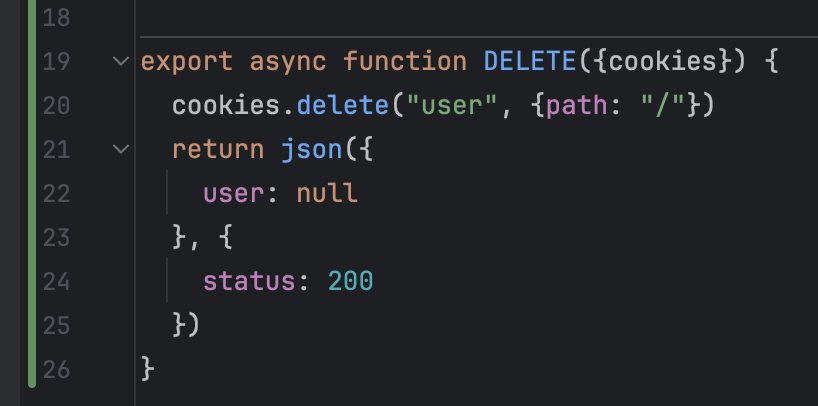 18
19 export async function DELETE({cookies}) {
20   cookies.delete("user", {path: "/"})
21   return json({
22     user: null
23   }, {
24     status: 200
25   })
26 }